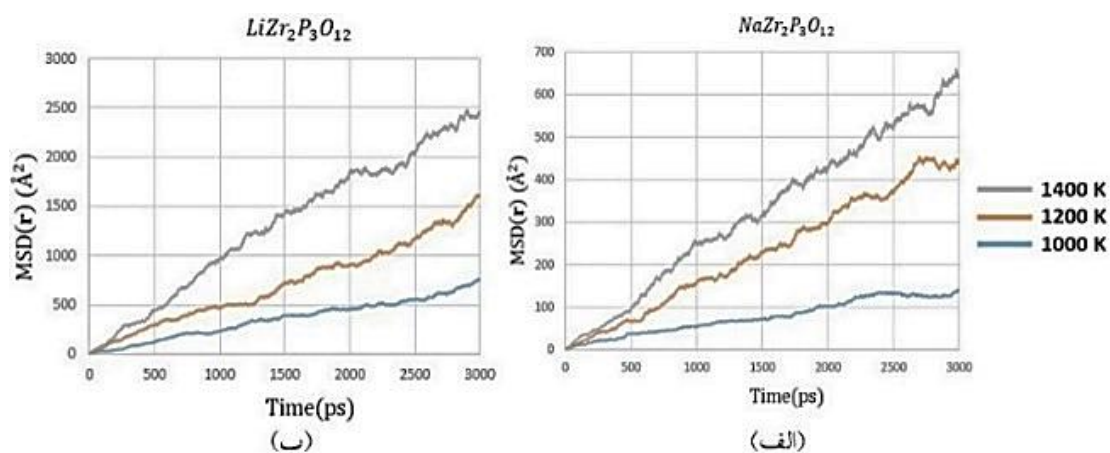 LiZr₂P₃O₁₂
MSD(r) (Å²)
3000
2500
2000
1500
1000
500
0
0 500 1000 1500 2000 2500 3000
Time(ps)
(ب)
NaZr₂P₃O₁₂
MSD(r) (Å²)
700
600
500
400
300
200
100
0
0 500 1000 1500 2000 2500 3000
Time(ps)
(الف)
1400 K
1200 K
1000 K